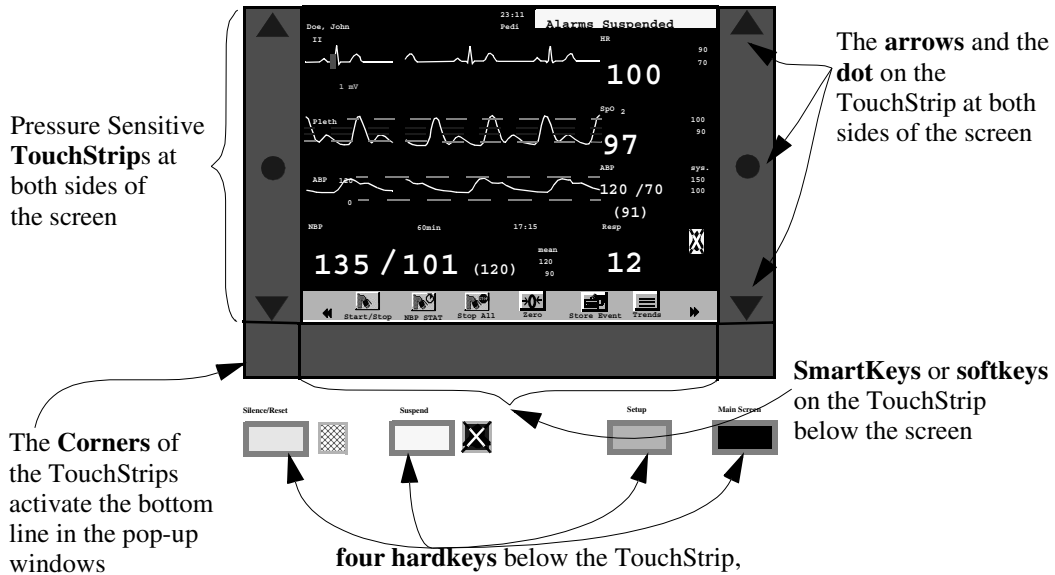 Pressure Sensitive
TouchStrips at
both sides of
the screen
Doe, John
23:11
Pedi
Alarms Suspended
II
1 mV
HR
100
90
70
Pleth
SpO 2
97
100
90
ABP
120
0
ABP
120 /70
(91)
sys.
150
100
NBP
60min
17:15
135 / 101 (120)
mean
120
90
Resp
12
Start/Stop
NBP STAT
Stop All
Zero
Store Event
Trends
The arrows and the
dot on the
TouchStrip at both
sides of the screen
SmartKeys or softkeys
on the TouchStrip
below the screen
Silence/Reset
Suspend
Setup
Main Screen
The Corners of
the TouchStrips
activate the bottom
line in the pop-up
windows
four hardkeys below the TouchStrip,